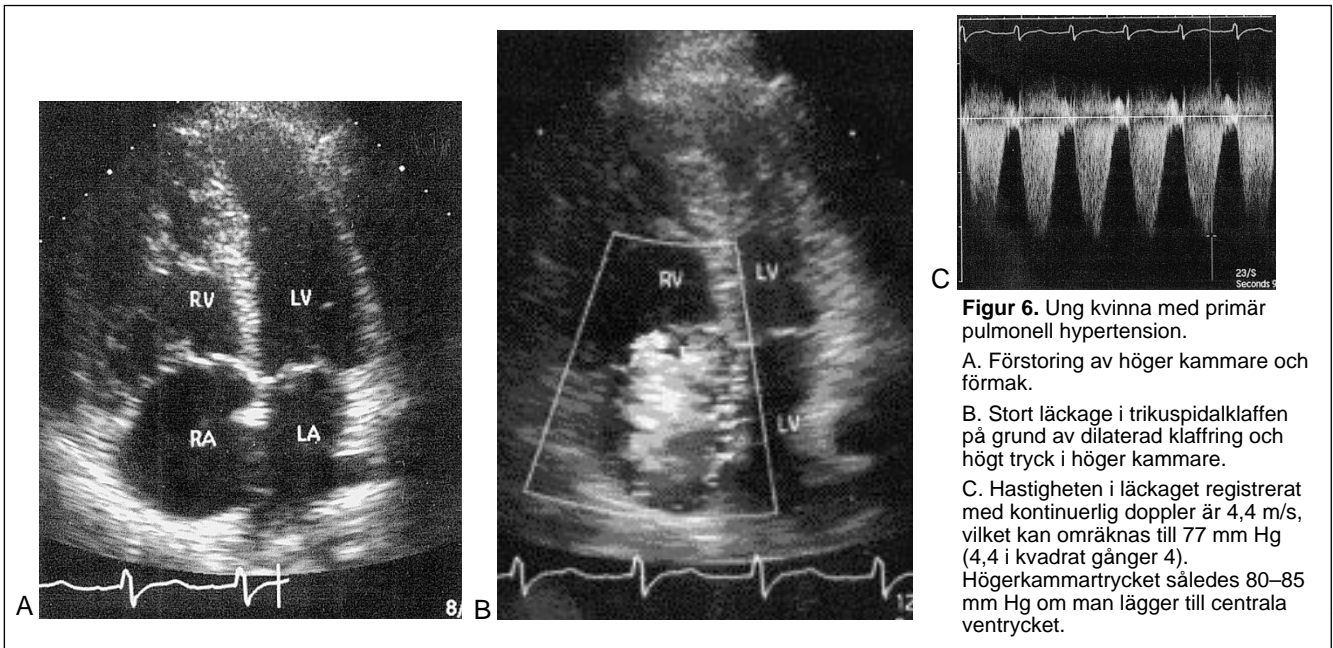 RV
LV
RA
LA
8/
A
RV
LV
LV
12
B
23/S
Seconds 9
C
Figur 6. Ung kvinna med primär
pulmonell hypertension.
A. Förstoring av höger kammare och
förmak.
B. Stort läckage i trikuspidalklaffen
på grund av dilaterad klaffring och
högt tryck i höger kammare.
C. Hastigheten i läckaget registrerat
med kontinuerlig doppler är 4,4 m/s,
vilket kan omräknas till 77 mm Hg
(4,4 i kvadrat gånger 4).
Högerkammartrycket således 80–85
mm Hg om man lägger till centrala
ventrycket.